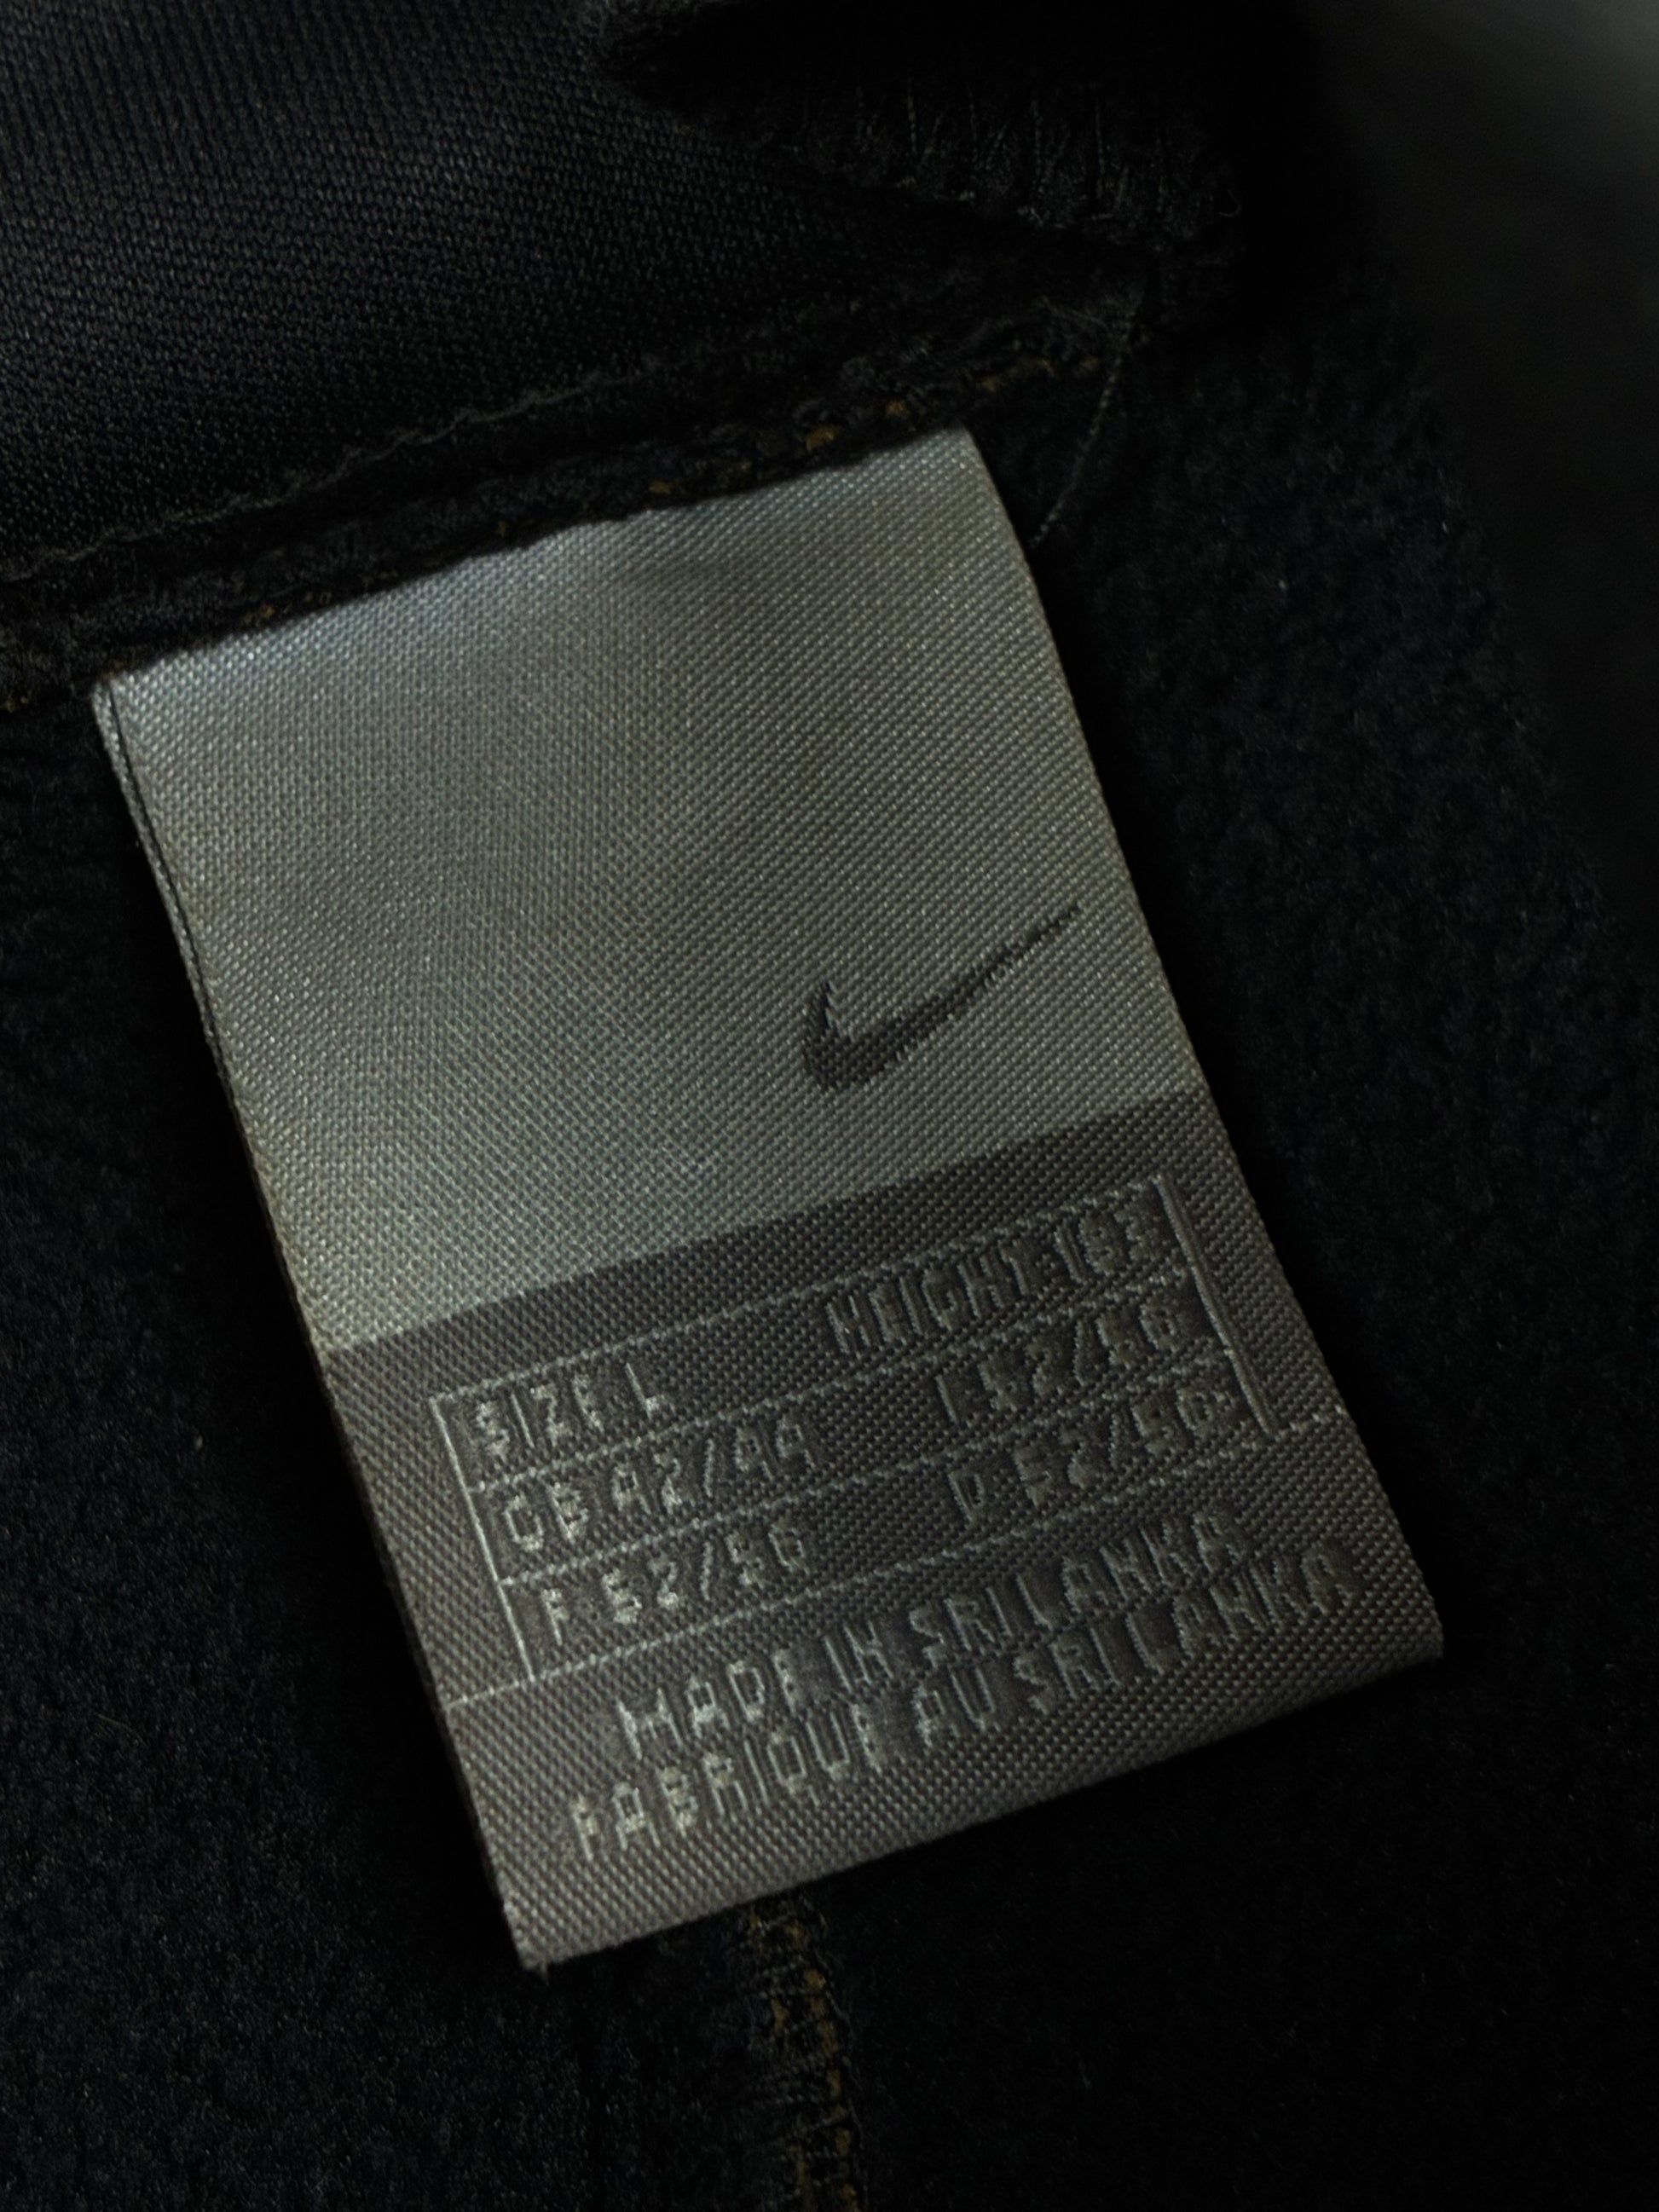 SIZE L HEIGHT 193
GB 42/44 I 52/56
F 52/56 D 52/56
MADE IN SRI LANKA
FABRIQUE AU SRI LANKA